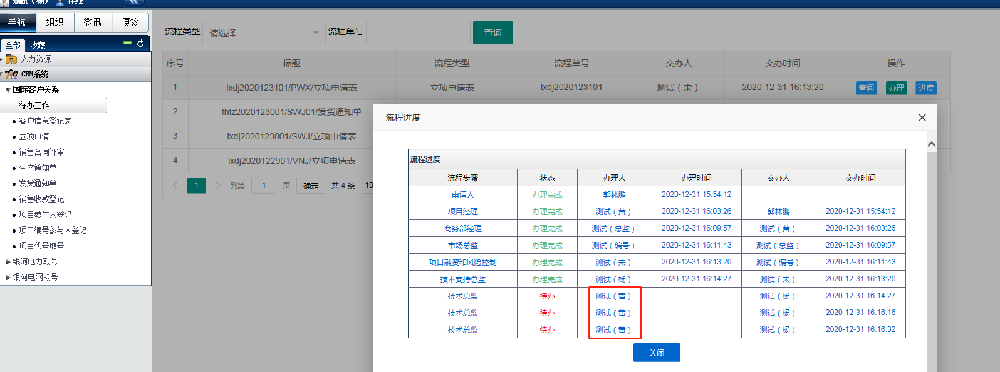 测试（杨） 在线
导航 组织 微讯 便签
全部 收藏
人力资源
CRM系统
国际客户关系
待办工作
客户信息登记表
立项申请
销售合同评审
生产通知单
发货通知单
销售收款登记
项目参与人登记
项目编号参与人登记
项目代号取号
银河电力取号
银河电网取号
流程类型 请选择 流程单号 查询
序号 标题 流程类型 流程单号 交办人 交办时间 操作
1 lxdj2020123101/PWX/立项申请表 立项申请表 lxdj2020123101 测试（宋） 2020-12-31 16:13:20 查阅 办理 进度
2 fhtz2020123001/SWJ01/发货通知单
3 lxdj2020123001/SWJ/立项申请表
4 lxdj2020122901/VNJ/立项申请表
1 到第 1 页 确定 共 4 条 10
流程进度
流程进度
流程步骤 状态 办理人 办理时间 交办人 交办时间
申请人 办理完成 郭林鹏 2020-12-31 15:54:12
项目经理 办理完成 测试（黄） 2020-12-31 16:03:26 郭林鹏 2020-12-31 15:54:12
商务部经理 办理完成 测试（总监） 2020-12-31 16:09:57 测试（黄） 2020-12-31 16:03:26
市场总监 办理完成 测试（编号） 2020-12-31 16:11:43 测试（总监） 2020-12-31 16:09:57
项目融资和风险控制 办理完成 测试（宋） 2020-12-31 16:13:20 测试（编号） 2020-12-31 16:11:43
技术支持总监 办理完成 测试（杨） 2020-12-31 16:14:27 测试（宋） 2020-12-31 16:13:20
技术总监 待办 测试（黄） 测试（杨） 2020-12-31 16:14:27
技术总监 待办 测试（黄） 测试（杨） 2020-12-31 16:16:16
技术总监 待办 测试（黄） 测试（杨） 2020-12-31 16:16:32
关闭